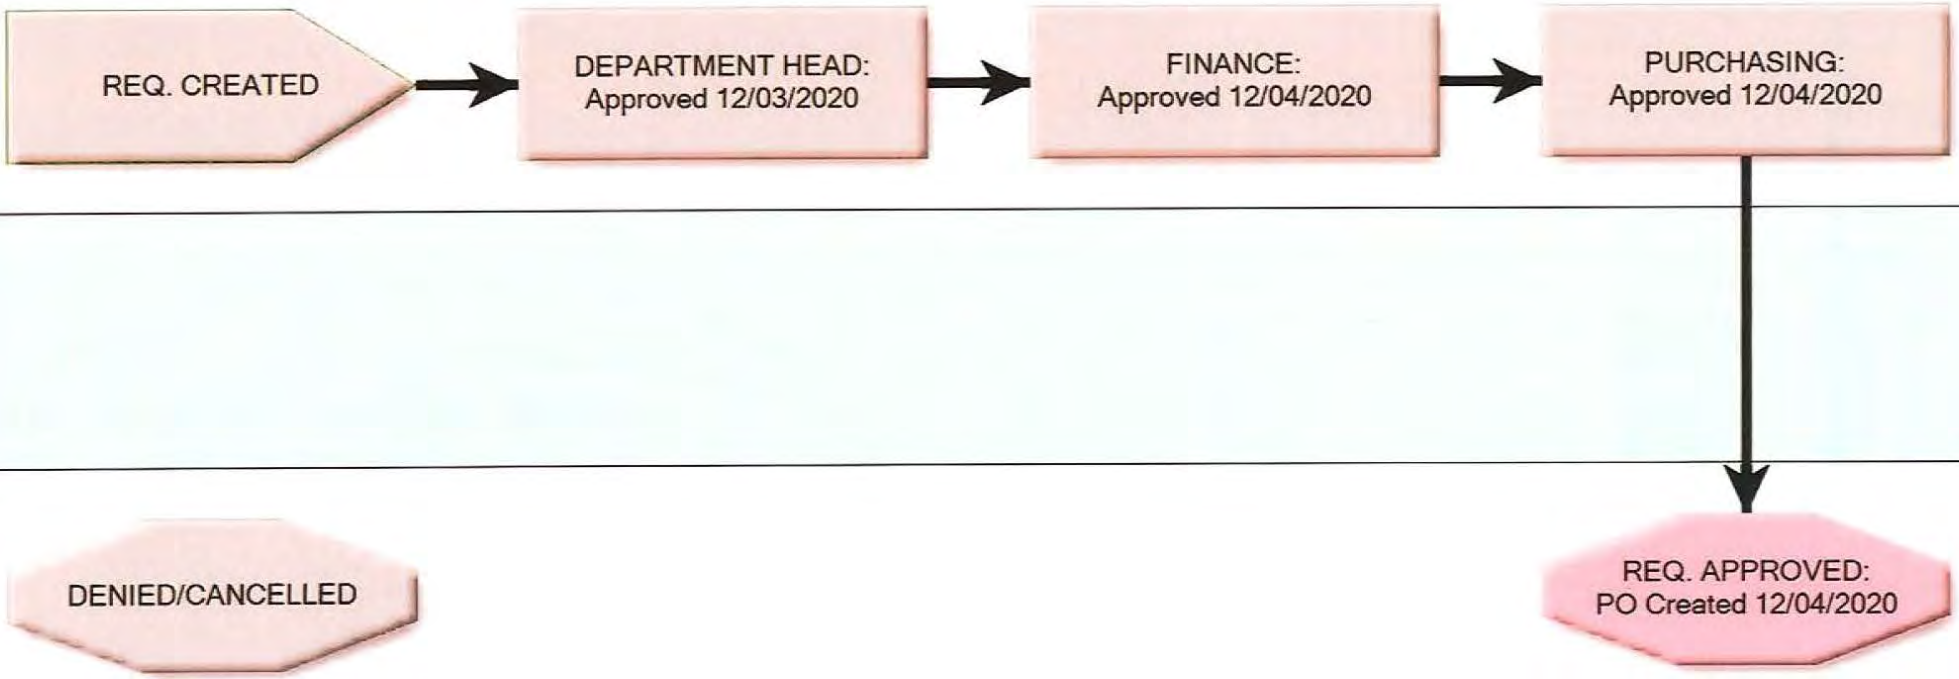 REQ. CREATED
DEPARTMENT HEAD:
Approved 12/03/2020
FINANCE:
Approved 12/04/2020
PURCHASING:
Approved 12/04/2020
DENIED/CANCELLED
REQ. APPROVED:
PO Created 12/04/2020